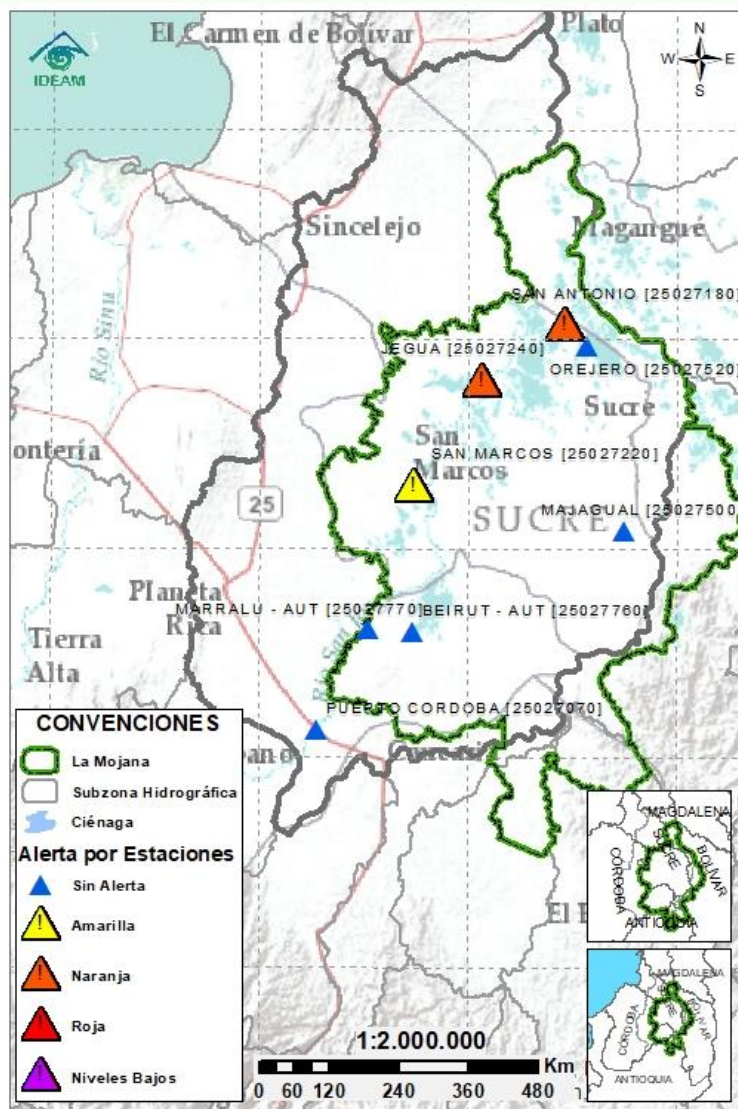 El Carmen de Bolívar
Plato
N
W E
S
IDEAM
Sincelejo
Magangué
Río Sinú
SAN ANTONIO [25027180]
JEGUA [25027240]
OREJERO [25027520]
Sucre
ontería
San
Marcos
SAN MARCOS [25027220]
25
SUCRE
MAJAGUAL [25027500
Planeta
Rica
MARRALU - AUT [25027770]
BEIRUT - AUT [25027760]
Tierra
Alta
PUERTO CORDOBA [25027070]
CONVENCIONES
La Mojana
Subzona Hidrográfica
Ciénaga
Alerta por Estaciones
Sin Alerta
Amarilla
Naranja
Roja
Niveles Bajos
1:2.000.000
Km
0 60 120 240 360 480
MAGDALENA
SUCRE
BOLÍVAR
CÓRDOBA
ANTIOQUIA
MAGDALENA
CÓRDOBA
ANTIOQUIA